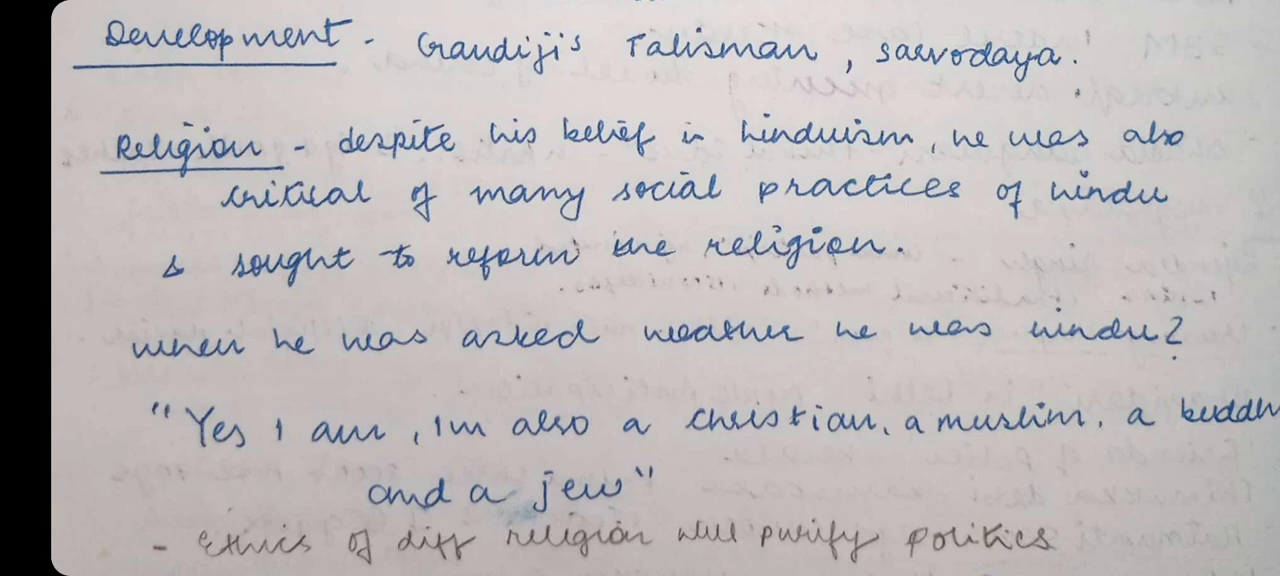 Development - Gandiji's Talisman, sarvodaya.
Religion - despite his belief in hinduism, he was also
critical of many social practices of hindu
& sought to reform the religion.
when he was asked weather he was hindu?
"Yes I am, I'm also a christian, a muslim, a buddh
and a jew"
- Ethics of diff religion will purify politics